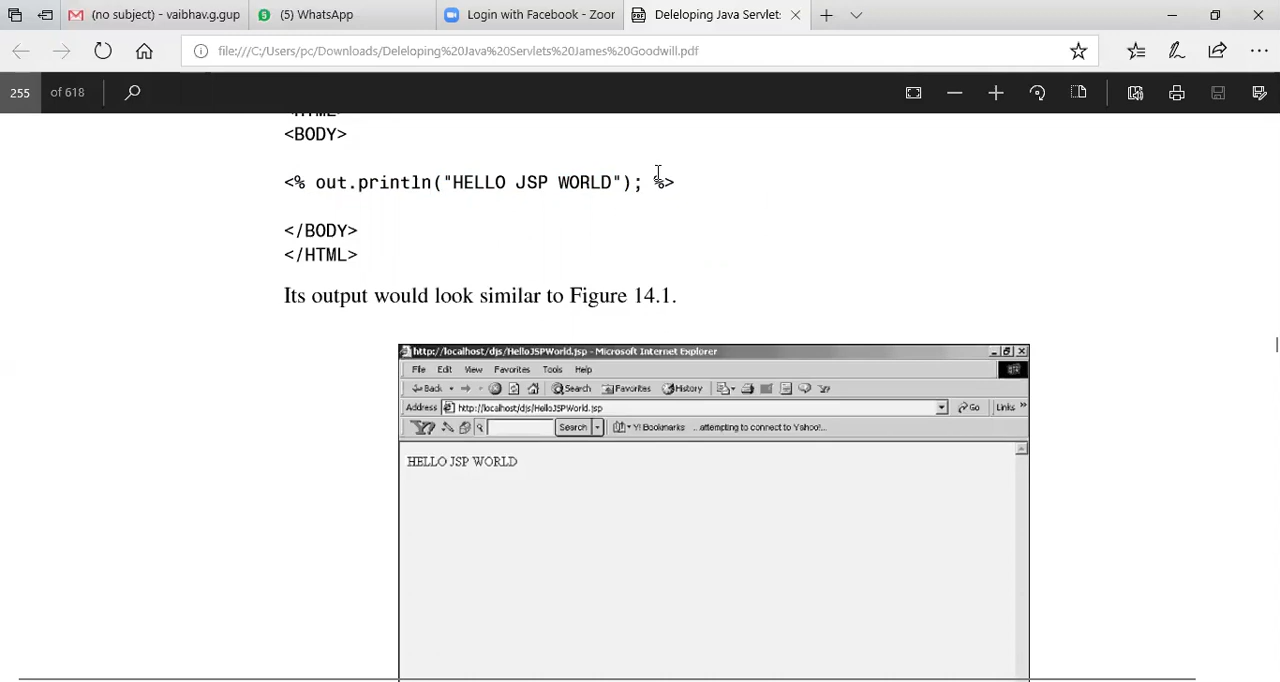 (no subject) - vaibhav.g.gup
(5) WhatsApp
Login with Facebook - Zoor
Deleloping Java Servlets
file:///C:/Users/pc/Downloads/Deleloping%20Java%20Servlets%20James%20Goodwill.pdf
255 of 618
<HTML>
<BODY>
<% out.println("HELLO JSP WORLD"); %>
</BODY>
</HTML>
Its output would look similar to Figure 14.1.
http://localhost/djs/HelloJSPWorld.jsp - Microsoft Internet Explorer
File Edit View Favorites Tools Help
Back Search Favorites History
Address http://localhost/djs/HelloJSPWorld.jsp Go Links »
Y! Search Y! Bookmarks ...attempting to connect to Yahoo!...
HELLO JSP WORLD